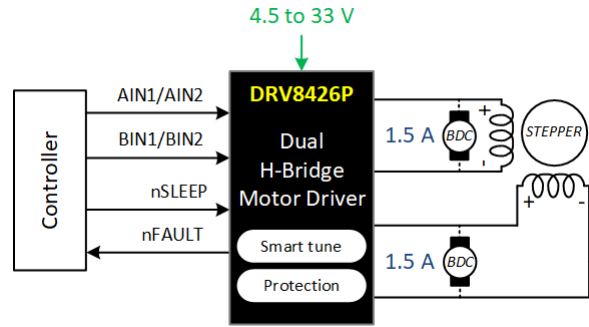 4.5 to 33 V
Controller
AIN1/AIN2
BIN1/BIN2
nSLEEP
nFAULT
DRV8426P
Dual
H-Bridge
Motor Driver
Smart tune
Protection
1.5 A
BDC
+
-
STEPPER
+
-
1.5 A
BDC